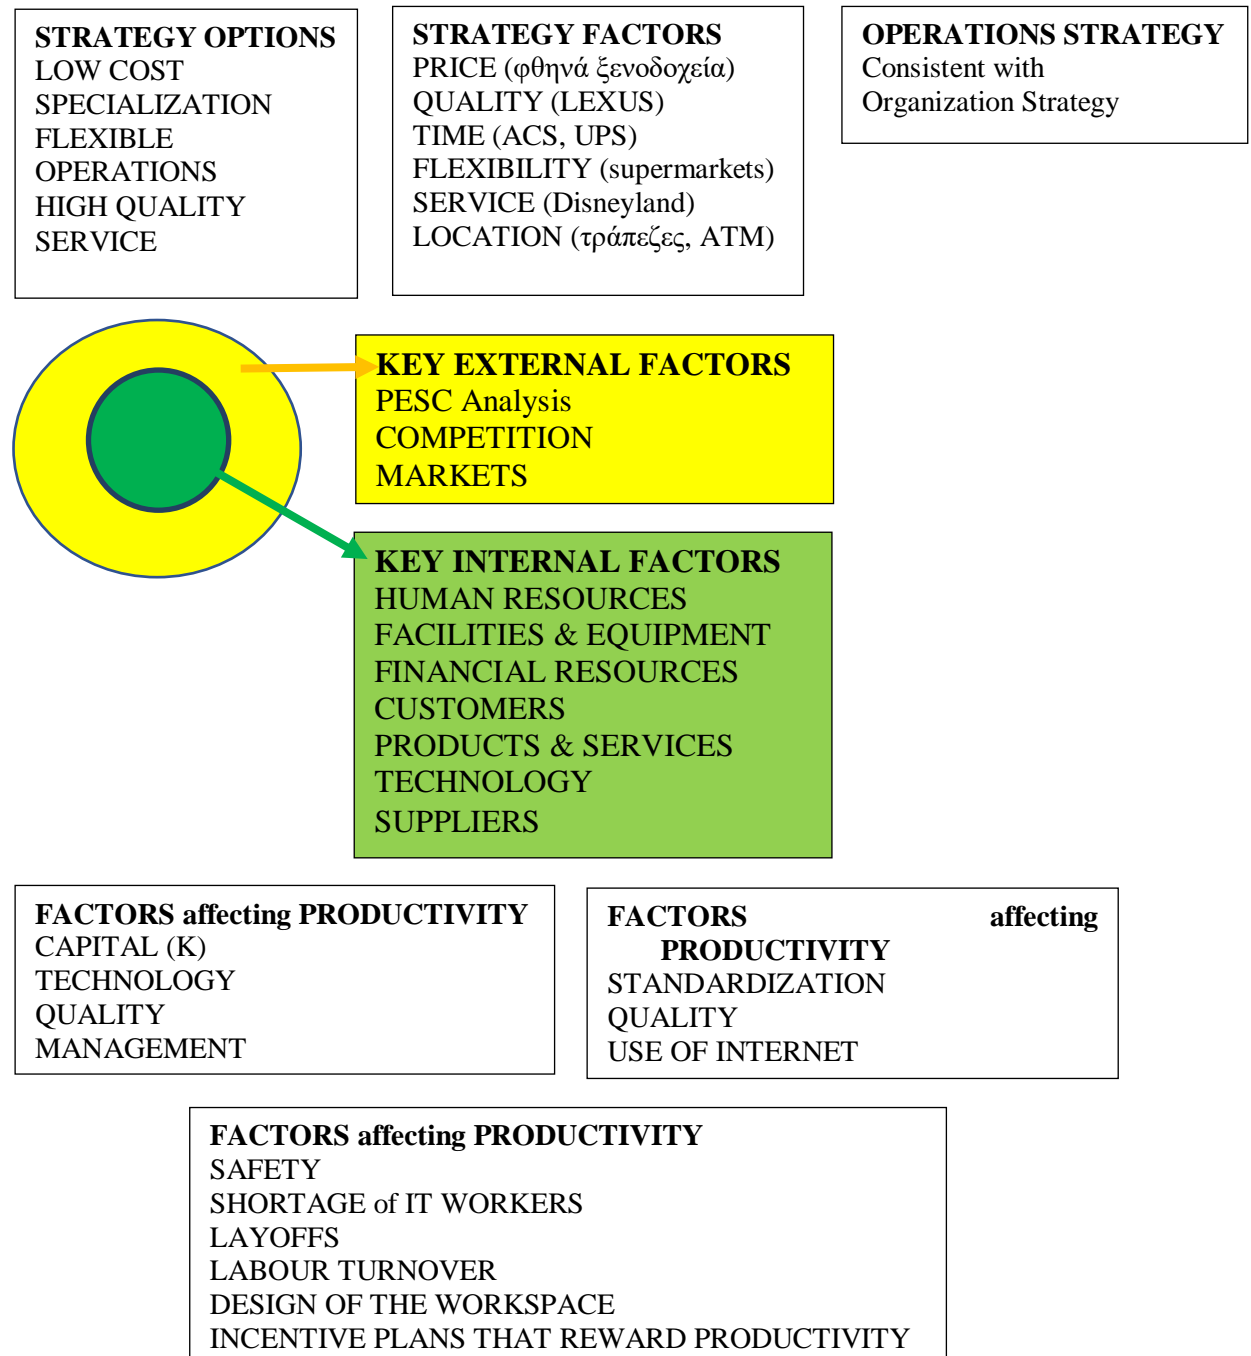 STRATEGY OPTIONS
LOW COST
SPECIALIZATION
FLEXIBLE
OPERATIONS
HIGH QUALITY
SERVICE
STRATEGY FACTORS
PRICE (φθηνά ξενοδοχεία)
QUALITY (LEXUS)
TIME (ACS, UPS)
FLEXIBILITY (supermarkets)
SERVICE (Disneyland)
LOCATION (τράπεζες, ATM)
OPERATIONS STRATEGY
Consistent with
Organization Strategy
KEY EXTERNAL FACTORS
PESC Analysis
COMPETITION
MARKETS
KEY INTERNAL FACTORS
HUMAN RESOURCES
FACILITIES & EQUIPMENT
FINANCIAL RESOURCES
CUSTOMERS
PRODUCTS & SERVICES
TECHNOLOGY
SUPPLIERS
FACTORS affecting PRODUCTIVITY
CAPITAL (K)
TECHNOLOGY
QUALITY
MANAGEMENT
FACTORS affecting
PRODUCTIVITY
STANDARDIZATION
QUALITY
USE OF INTERNET
FACTORS affecting PRODUCTIVITY
SAFETY
SHORTAGE of IT WORKERS
LAYOFFS
LABOUR TURNOVER
DESIGN OF THE WORKSPACE
INCENTIVE PLANS THAT REWARD PRODUCTIVITY